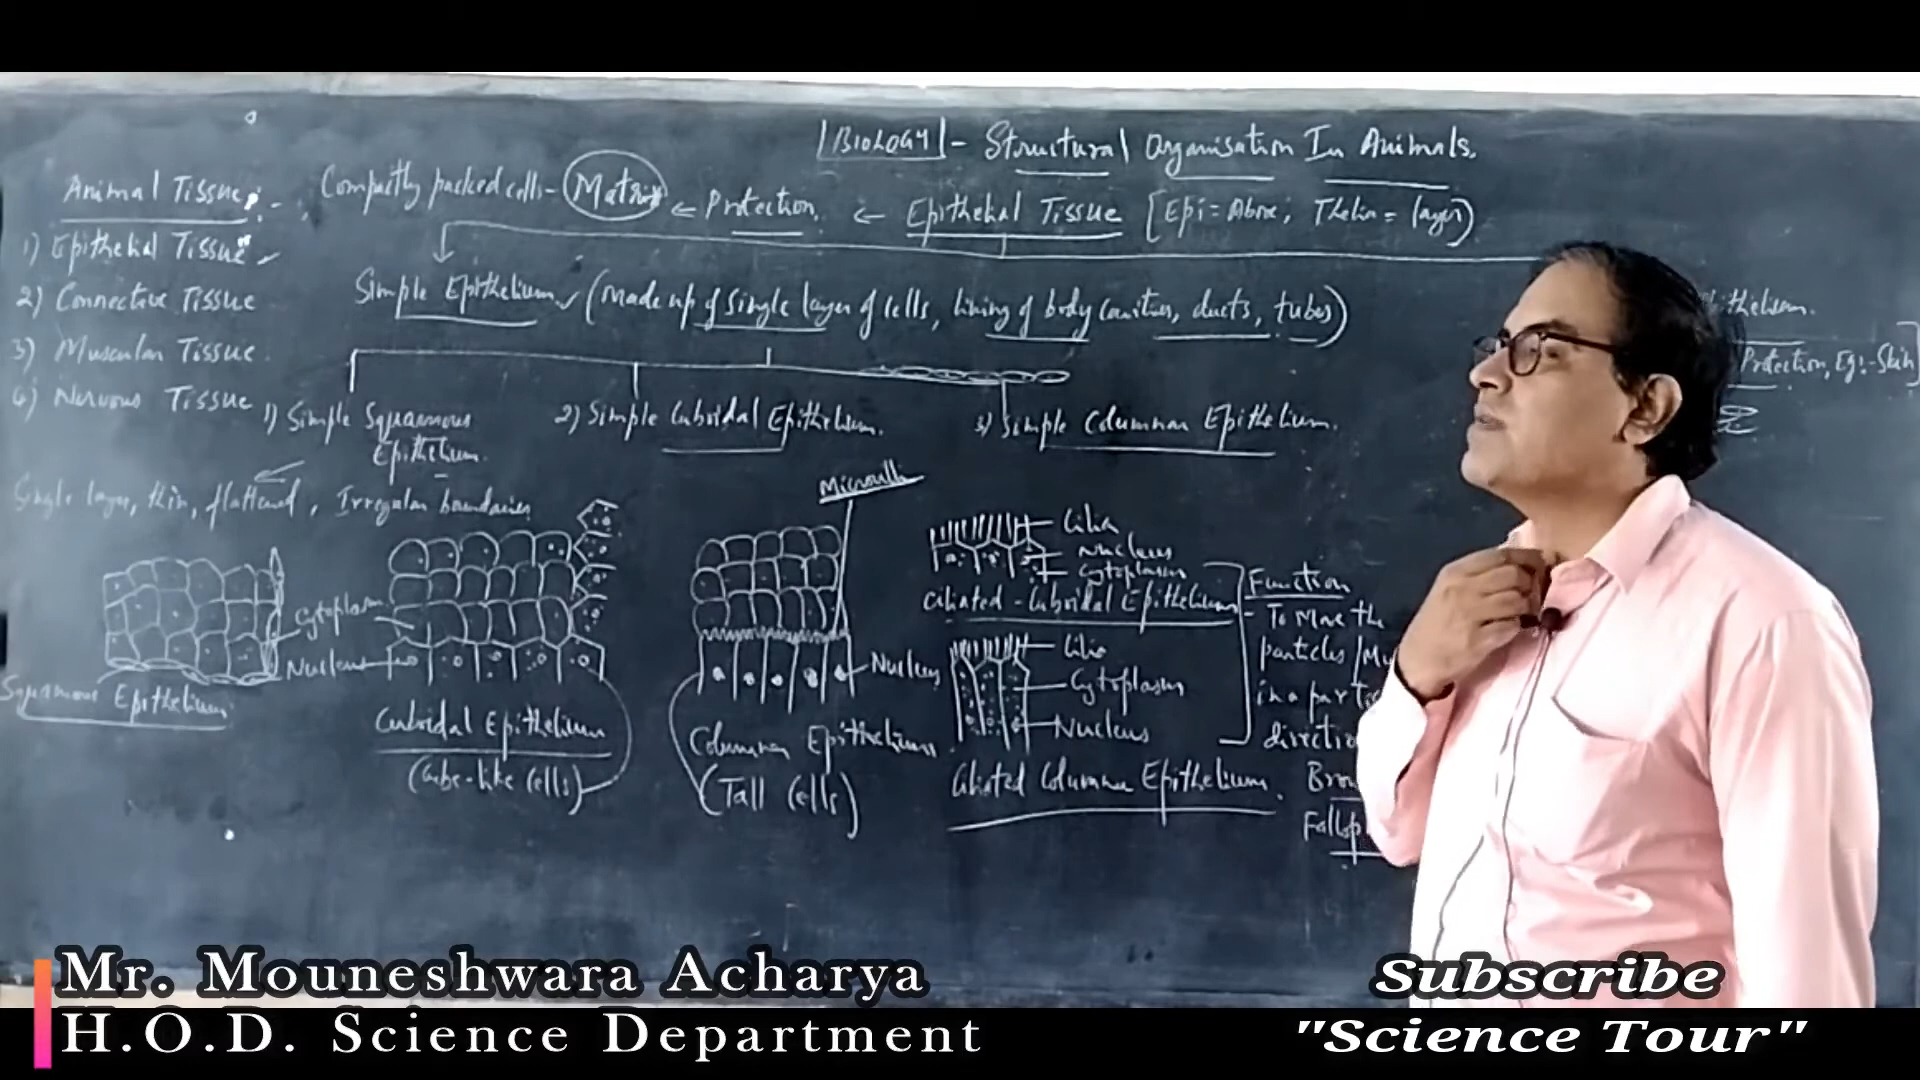 BIOLOGY - Structural Organisation In Animals.
Animal Tissue :- Compactly packed cells - Matrix ← Protection. ← Epithelial Tissue [Epi = Above; Thelia = layer)
1) Epithelial Tissue
2) Connective Tissue
3) Muscular Tissue
4) Nervous Tissue
Simple Epithelium (Made up of Single layer of cells, lining of body cavities, ducts, tubes)
Protection, Eg:- Skin]
1) Simple Squamous Epithelium.
2) Simple Cuboidal Epithelium.
3) Simple Columnar Epithelium.
Single layer, thin, flattened, Irregular boundaries
Microvilli
Cytoplasm
Nucleus
Squamous Epithelium
Cuboidal Epithelium
(Cube-like cells)
Nucleus
Columnar Epithelium
(Tall Cells)
Cilia
Nucleus
Cytoplasm
Ciliated - Cuboidal Epithelium
Cilia
Cytoplasm
Nucleus
Ciliated Columnar Epithelium.
Function
- To Move the
particles /
in a
Mr. Mouneshwara Acharya
H.O.D. Science Department
Subscribe
"Science Tour"